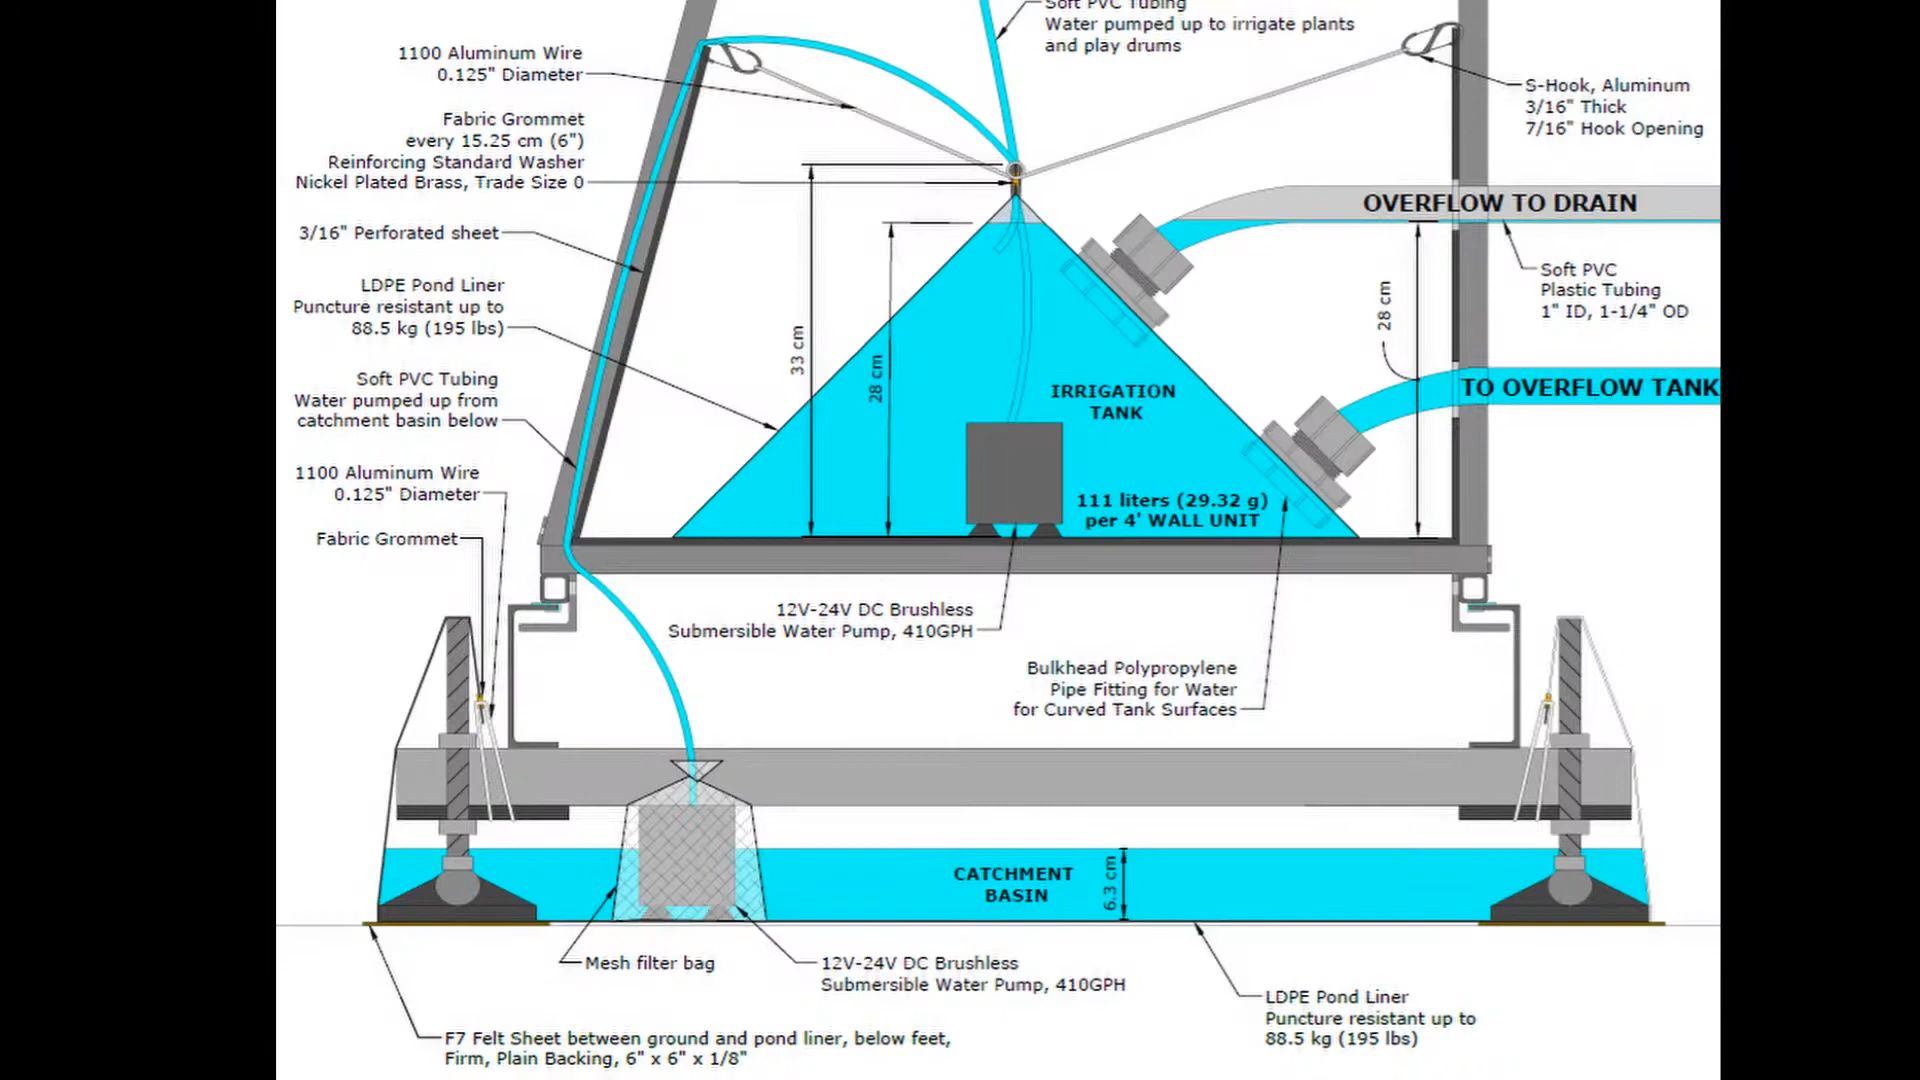 Soft PVC Tubing
Water pumped up to irrigate plants
and play drums
1100 Aluminum Wire
0.125" Diameter
S-Hook, Aluminum
3/16" Thick
7/16" Hook Opening
Fabric Grommet
every 15.25 cm (6")
Reinforcing Standard Washer
Nickel Plated Brass, Trade Size 0
OVERFLOW TO DRAIN
3/16" Perforated sheet
Soft PVC
Plastic Tubing
1" ID, 1-1/4" OD
LDPE Pond Liner
Puncture resistant up to
88.5 kg (195 lbs)
33 cm
28 cm
28 cm
Soft PVC Tubing
Water pumped up from
catchment basin below
IRRIGATION
TANK
TO OVERFLOW TANK
1100 Aluminum Wire
0.125" Diameter
111 liters (29.32 g)
per 4' WALL UNIT
Fabric Grommet
12V-24V DC Brushless
Submersible Water Pump, 410GPH
Bulkhead Polypropylene
Pipe Fitting for Water
for Curved Tank Surfaces
CATCHMENT
BASIN
6.3 cm
Mesh filter bag
12V-24V DC Brushless
Submersible Water Pump, 410GPH
LDPE Pond Liner
Puncture resistant up to
88.5 kg (195 lbs)
F7 Felt Sheet between ground and pond liner, below feet,
Firm, Plain Backing, 6" x 6" x 1/8"